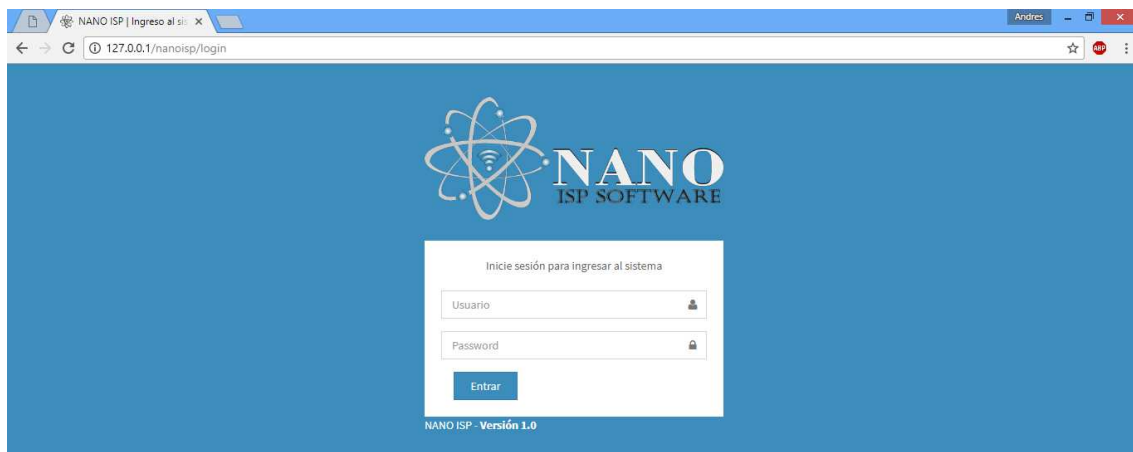 NANO ISP | Ingreso al sis
Andres
127.0.0.1/nanoisp/login
ABP
NANO
ISP SOFTWARE
Inicie sesión para ingresar al sistema
Usuario
Password
Entrar
NANO ISP - Versión 1.0